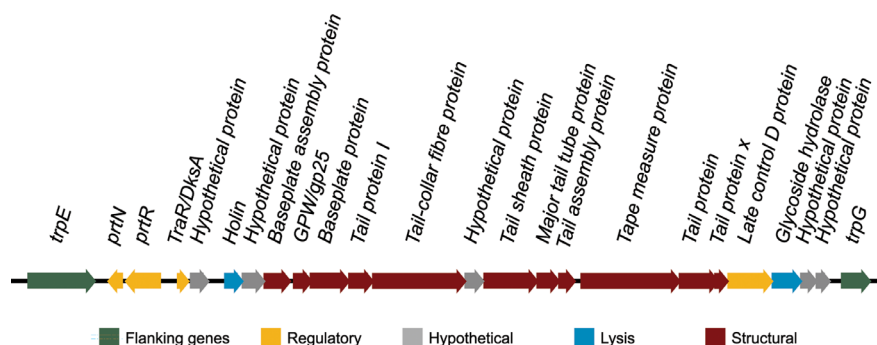 trpE
prtN
prtR
TraR/DksA
Hypothetical protein
Holin
Hypothetical protein
Baseplate assembly protein
GPW/gp25
Baseplate protein
Tail protein I
Tail-collar fibre protein
Hypothetical protein
Tail sheath protein
Major tail tube protein
Tail assembly protein
Tape measure protein
Tail protein
Tail protein x
Late control D protein
Glycoside hydrolase
Hypothetical protein
Hypothetical protein
trpG
Flanking genes
Regulatory
Hypothetical
Lysis
Structural